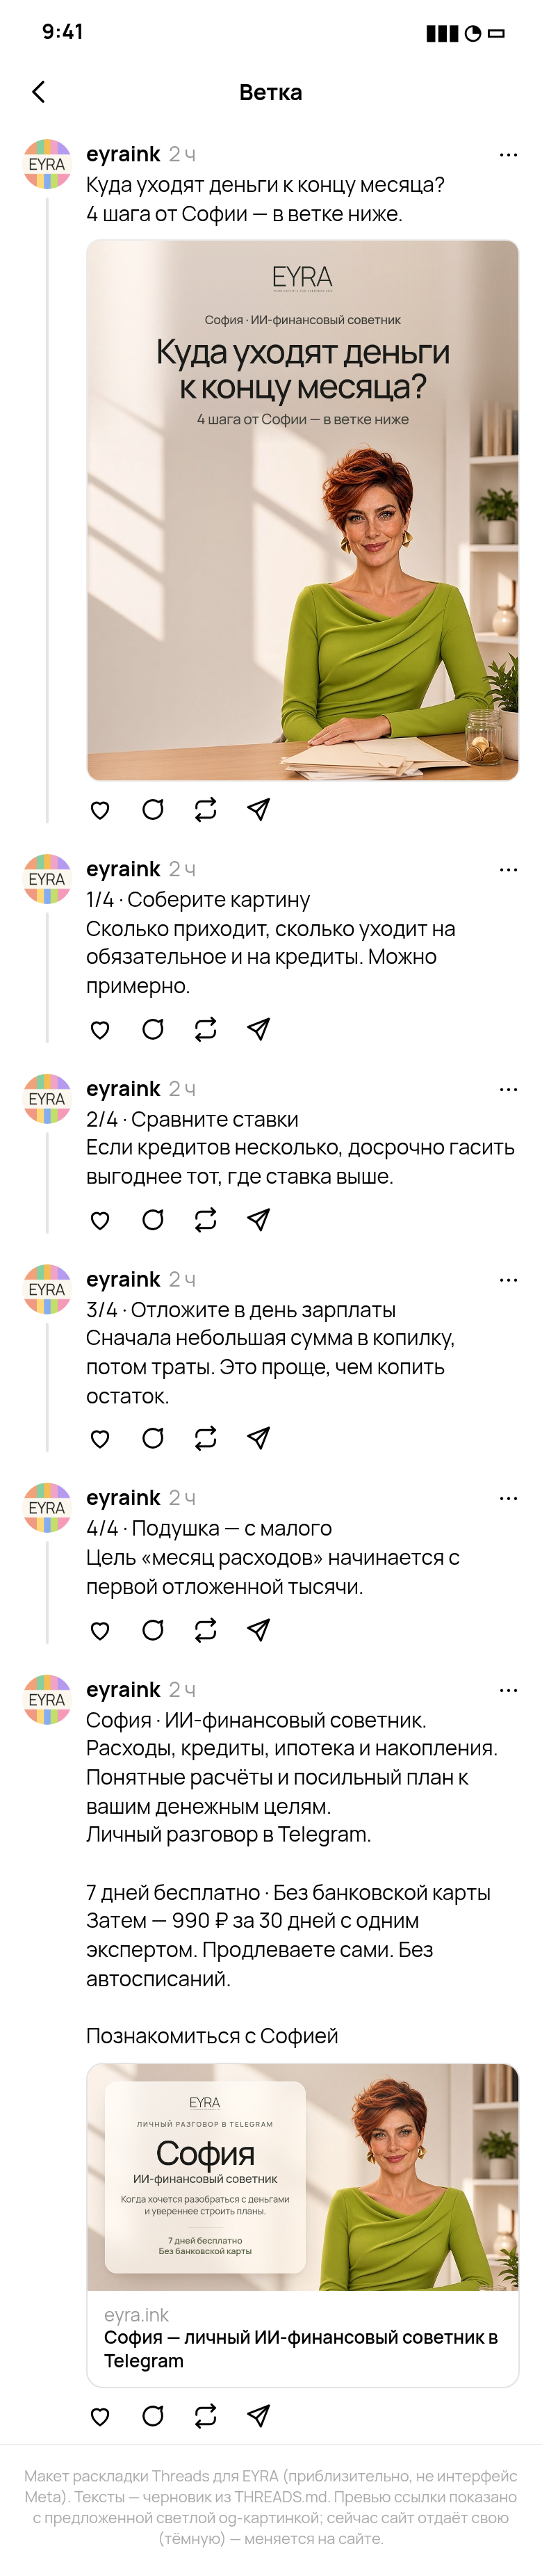 9:41
Ветка
EYRA
eyraink 2 ч
Куда уходят деньги к концу месяца?
4 шага от Софии — в ветке ниже.
EYRA
София · ИИ-финансовый советник
Куда уходят деньги
к концу месяца?
4 шага от Софии — в ветке ниже
EYRA
eyraink 2 ч
1/4 · Соберите картину
Сколько приходит, сколько уходит на
обязательное и на кредиты. Можно
примерно.
EYRA
eyraink 2 ч
2/4 · Сравните ставки
Если кредитов несколько, досрочно гасить
выгоднее тот, где ставка выше.
EYRA
eyraink 2 ч
3/4 · Отложите в день зарплаты
Сначала небольшая сумма в копилку,
потом траты. Это проще, чем копить
остаток.
EYRA
eyraink 2 ч
4/4 · Подушка — с малого
Цель «месяц расходов» начинается с
первой отложенной тысячи.
EYRA
eyraink 2 ч
София · ИИ-финансовый советник.
Расходы, кредиты, ипотека и накопления.
Понятные расчёты и посильный план к
вашим денежным целям.
Личный разговор в Telegram.
7 дней бесплатно · Без банковской карты
Затем — 990 ₽ за 30 дней с одним
экспертом. Продлеваете сами. Без
автосписаний.
Познакомиться с Софией
EYRA
ЛИЧНЫЙ РАЗГОВОР В TELEGRAM
София
ИИ-финансовый советник
Когда хочется разобраться с деньгами
и увереннее строить планы.
7 дней бесплатно
Без банковской карты
eyra.ink
София — личный ИИ-финансовый советник в
Telegram
Макет раскладки Threads для EYRA (приблизительно, не интерфейс
Meta). Тексты — черновик из THREADS.md. Превью ссылки показано
с предложенной светлой og-картинкой; сейчас сайт отдаёт свою
(тёмную) — меняется на сайте.